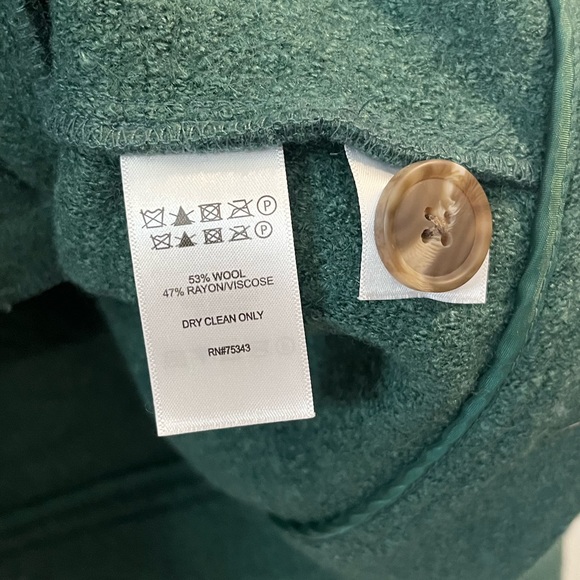 P
P
53% WOOL
47% RAYON/VISCOSE
DRY CLEAN ONLY
RN#75343